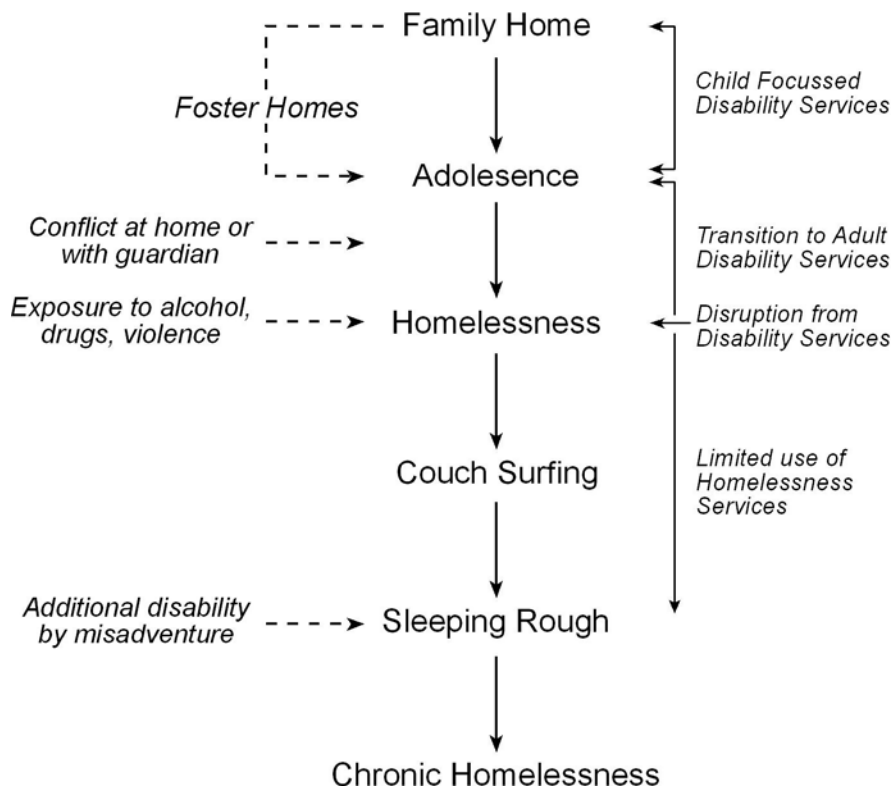 Family Home
Foster Homes
Child Focussed
Disability Services
Adolesence
Conflict at home or
with guardian
Transition to Adult
Disability Services
Exposure to alcohol,
drugs, violence
Homelessness
Disruption from
Disability Services
Couch Surfing
Limited use of
Homelessness
Services
Additional disability
by misadventure
Sleeping Rough
Chronic Homelessness